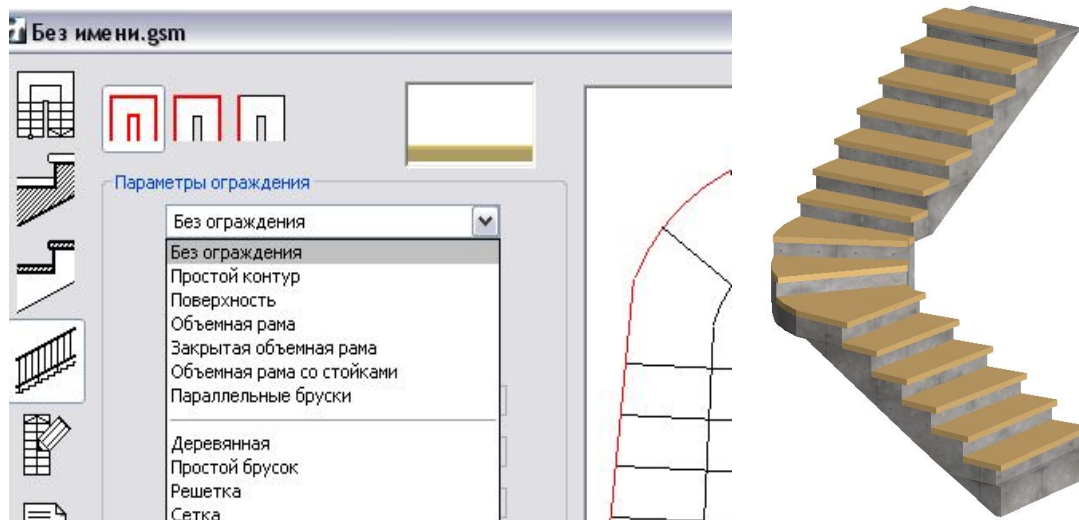 Без имени.gsm
Параметры ограждения
Без ограждения
Без ограждения
Простой контур
Поверхность
Объемная рама
Закрытая объемная рама
Объемная рама со стойками
Параллельные бруски
Деревянная
Простой брусок
Решетка
Сетка